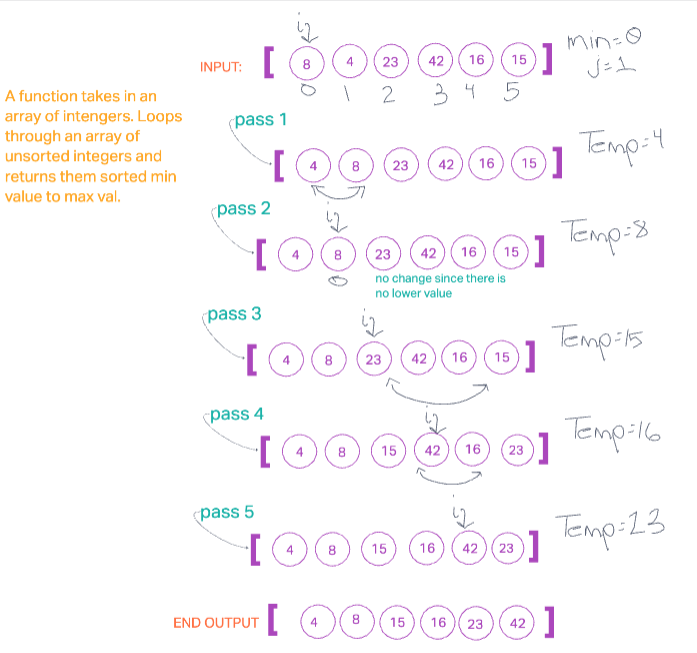 i
INPUT: [ 8 4 23 42 16 15 ] min=0
0 1 2 3 4 5 j=1
A function takes in an
array of intengers. Loops
through an array of
unsorted integers and
returns them sorted min
value to max val.
pass 1
[ 4 8 23 42 16 15 ] Temp=4
pass 2
i
[ 4 8 23 42 16 15 ] Temp=8
0
no change since there is
no lower value
pass 3
i
[ 4 8 23 42 16 15 ] Temp=15
pass 4
i
[ 4 8 15 42 16 23 ] Temp=16
pass 5
i
[ 4 8 15 16 42 23 ] Temp=23
END OUTPUT [ 4 8 15 16 23 42 ]